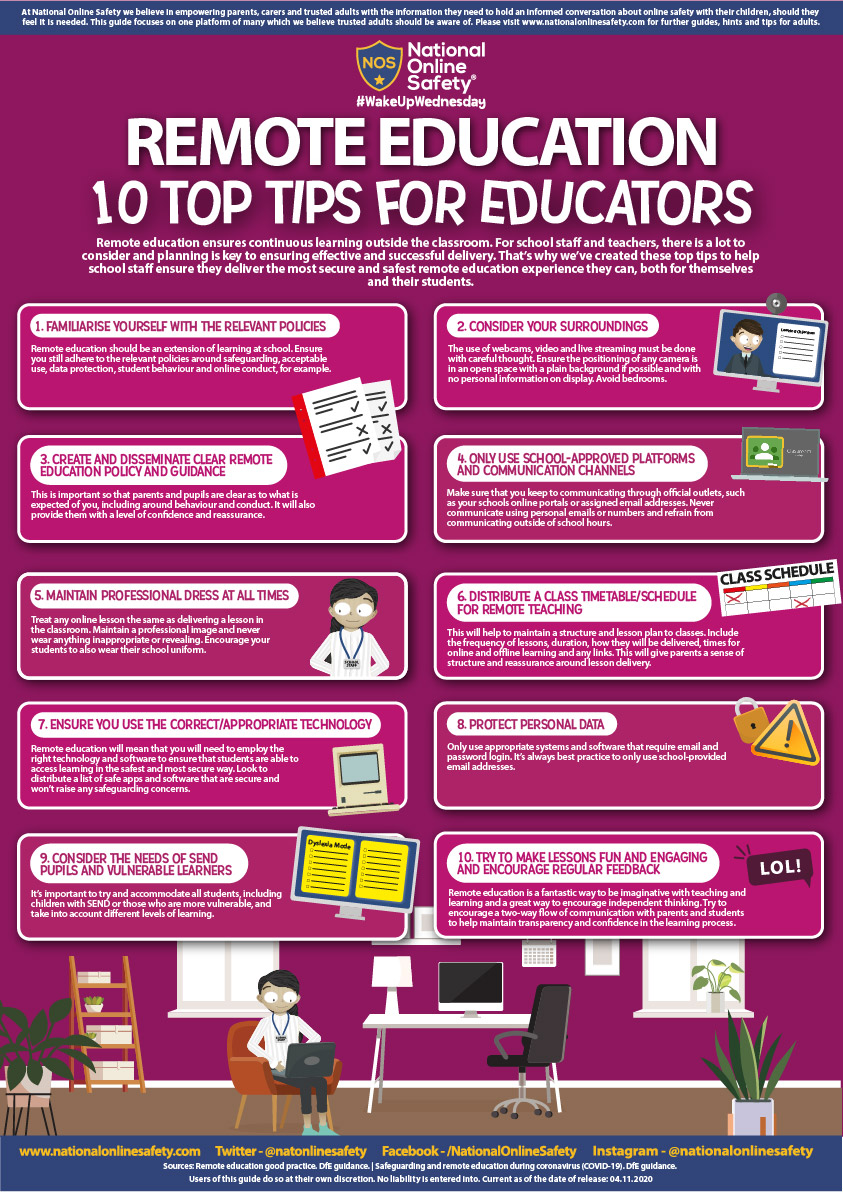 At National Online Safety we believe in empowering parents, carers and trusted adults with the information they need to hold an informed conversation about online safety with their children, should they
feel it is needed. This guide focuses on one platform of many which we believe trusted adults should be aware of. Please visit www.nationalonlinesafety.com for further guides, hints and tips for adults.
NOS
National
Online
Safety®
#WakeUpWednesday
REMOTE EDUCATION
10 TOP TIPS FOR EDUCATORS
Remote education ensures continuous learning outside the classroom. For school staff and teachers, there is a lot to
consider and planning is key to ensuring effective and successful delivery. That's why we've created these top tips to help
school staff ensure they deliver the most secure and safest remote education experience they can, both for themselves
and their students.
1. FAMILIARISE YOURSELF WITH THE RELEVANT POLICIES
Remote education should be an extension of learning at school. Ensure
you still adhere to the relevant policies around safeguarding, acceptable
use, data protection, student behaviour and online conduct, for example.
2. CONSIDER YOUR SURROUNDINGS
The use of webcams, video and live streaming must be done
with careful thought. Ensure the positioning of any camera is
in an open space with a plain background if possible and with
no personal information on display. Avoid bedrooms.
3. CREATE AND DISSEMINATE CLEAR REMOTE
EDUCATION POLICY AND GUIDANCE
This is important so that parents and pupils are clear as to what is
expected of you, including around behaviour and conduct. It will also
provide them with a level of confidence and reassurance.
4. ONLY USE SCHOOL-APPROVED PLATFORMS
AND COMMUNICATION CHANNELS
Make sure that you keep to communicating through official outlets, such
as your schools online portals or assigned email addresses. Never
communicate using personal emails or numbers and refrain from
communicating outside of school hours.
5. MAINTAIN PROFESSIONAL DRESS AT ALL TIMES
Treat any online lesson the same as delivering a lesson in
the classroom. Maintain a professional image and never
wear anything inappropriate or revealing. Encourage your
students to also wear their school uniform.
SCHOOL
STAFF
6. DISTRIBUTE A CLASS TIMETABLE/SCHEDULE
FOR REMOTE TEACHING
This will help to maintain a structure and lesson plan to classes. Include
the frequency of lessons, duration, how they will be delivered, times for
online and offline learning and any links. This will give parents a sense of
structure and reassurance around lesson delivery.
CLASS SCHEDULE
7. ENSURE YOU USE THE CORRECT/APPROPRIATE TECHNOLOGY
Remote education will mean that you will need to employ the
right technology and software to ensure that students are able to
access learning in the safest and most secure way. Look to
distribute a list of safe apps and software that are secure and
won't raise any safeguarding concerns.
8. PROTECT PERSONAL DATA
Only use appropriate systems and software that require email and
password login. It's always best practice to only use school-provided
email addresses.
9. CONSIDER THE NEEDS OF SEND
PUPILS AND VULNERABLE LEARNERS
It's important to try and accommodate all students, including
children with SEND or those who are more vulnerable, and
take into account different levels of learning.
Dyslexia Mode
10. TRY TO MAKE LESSONS FUN AND ENGAGING
AND ENCOURAGE REGULAR FEEDBACK
Remote education is a fantastic way to be imaginative with teaching and
learning and a great way to encourage independent thinking. Try to
encourage a two-way flow of communication with parents and students
to help maintain transparency and confidence in the learning process.
LOL!
www.nationalonlinesafety.com Twitter - @natonlinesafety Facebook - /NationalOnlineSafety Instagram - @nationalonlinesafety
Sources: Remote education good practice. DfE guidance. | Safeguarding and remote education during coronavirus (COVID-19). DfE guidance.
Users of this guide do so at their own discretion. No liability is entered into. Current as of the date of release: 04.11.2020